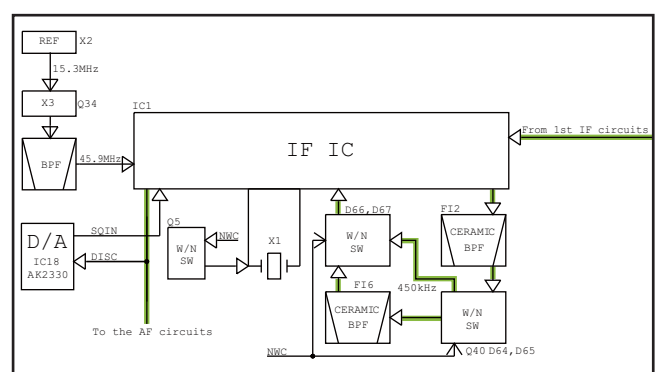 REF X2
15.3MHz
X3 Q34
IC1
From 1st IF circuits
IF IC
BPF
45.9MHz
D66,D67
FI2
Q5
SQIN
NWC
X1
D/A
W/N
SW
W/N
SW
CERAMIC
BPF
IC18
AK2330
DISC
FI6
450kHz
CERAMIC
BPF
W/N
SW
To the AF circuits
NWC
Q40 D64,D65